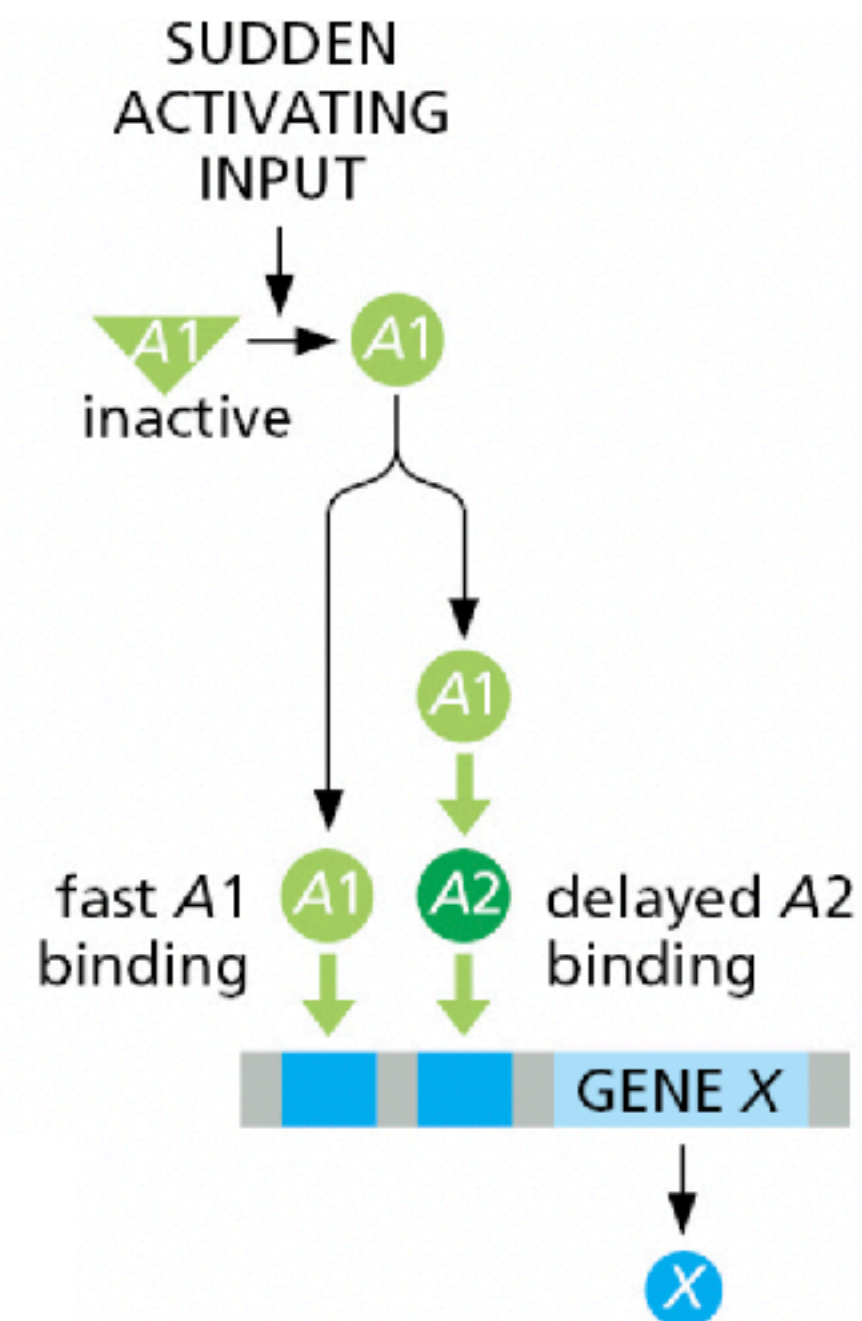 SUDDEN
ACTIVATING
INPUT
A1
A1
inactive
A1
fast A1
binding
A1
A2
delayed A2
binding
GENE X
X